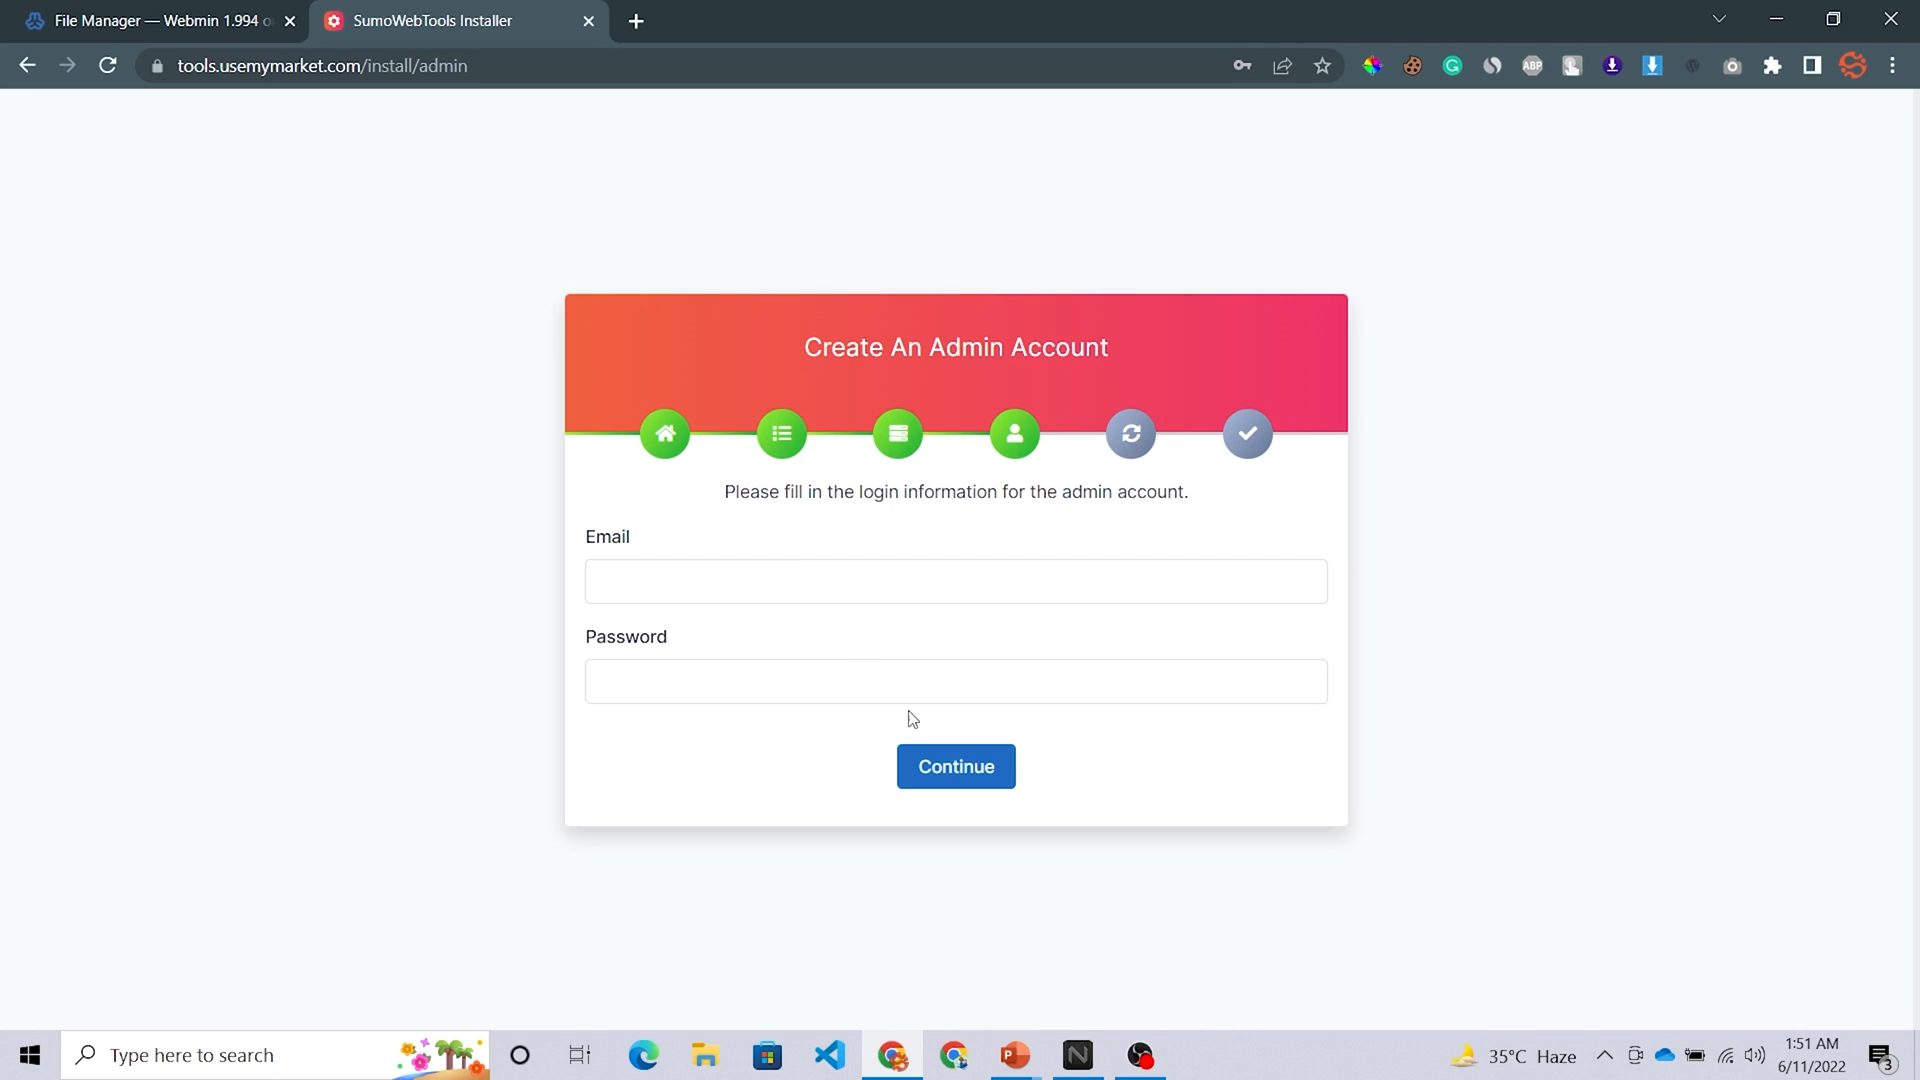 File Manager — Webmin 1.994 o
SumoWebTools Installer
tools.usemymarket.com/install/admin
ABP
Create An Admin Account
Please fill in the login information for the admin account.
Email
Password
Continue
Type here to search
35°C Haze
1:51 AM
6/11/2022
3